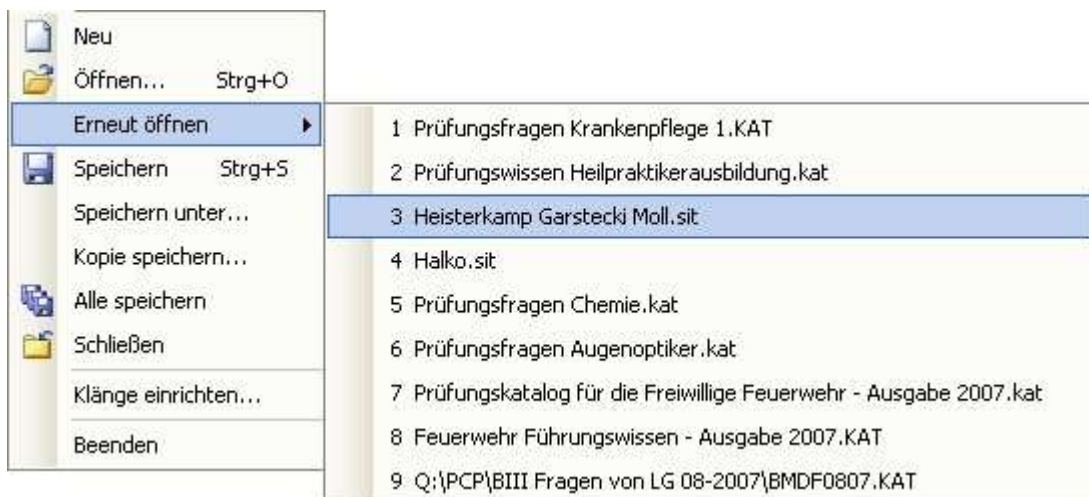 Neu
Öffnen... Strg+O
Erneut öffnen
Speichern Strg+S
Speichern unter...
Kopie speichern...
Alle speichern
Schließen
Klänge einrichten...
Beenden
1 Prüfungsfragen Krankenpflege 1.KAT
2 Prüfungswissen Heilpraktikerausbildung.kat
3 Heisterkamp Garstecki Moll.sit
4 Halko.sit
5 Prüfungsfragen Chemie.kat
6 Prüfungsfragen Augenoptiker.kat
7 Prüfungskatalog für die Freiwillige Feuerwehr - Ausgabe 2007.kat
8 Feuerwehr Führungswissen - Ausgabe 2007.KAT
9 Q:\PCP\BIII Fragen von LG 08-2007\BMDF0807.KAT